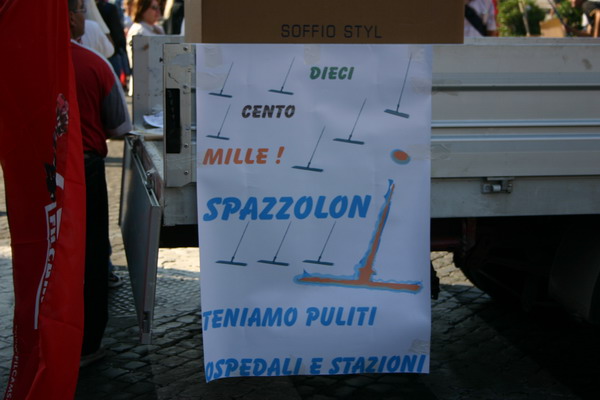 SOFFIO STYL
DIECI
CENTO
MILLE !
SPAZZOLON
TENIAMO PULITI
OSPEDALI E STAZIONI